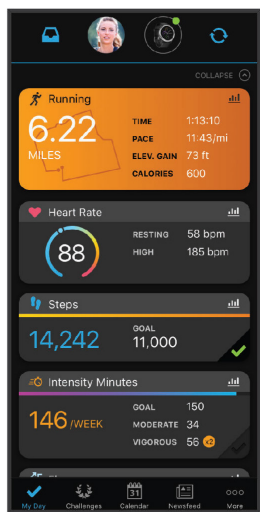 COLLAPSE
Running
6.22
MILES
TIME 1:13:10
PACE 11:43/mi
ELEV. GAIN 73 ft
CALORIES 600
Heart Rate
88
RESTING 58 bpm
HIGH 185 bpm
Steps
14,242
GOAL
11,000
Intensity Minutes
146/WEEK
GOAL 150
MODERATE 34
VIGOROUS 56 x2
31
My Day Challenges Calendar Newsfeed More